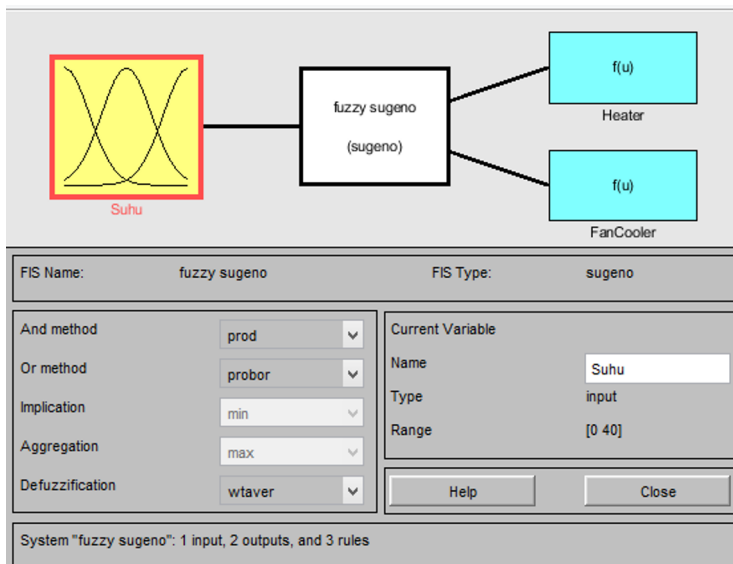 f(u)
fuzzy sugeno
Heater
(sugeno)
f(u)
Suhu
FanCooler
FIS Name: fuzzy sugeno FIS Type: sugeno
And method prod
Or method probor
Implication min
Aggregation max
Defuzzification wtaver
Current Variable
Name Suhu
Type input
Range [0 40]
Help Close
System "fuzzy sugeno": 1 input, 2 outputs, and 3 rules